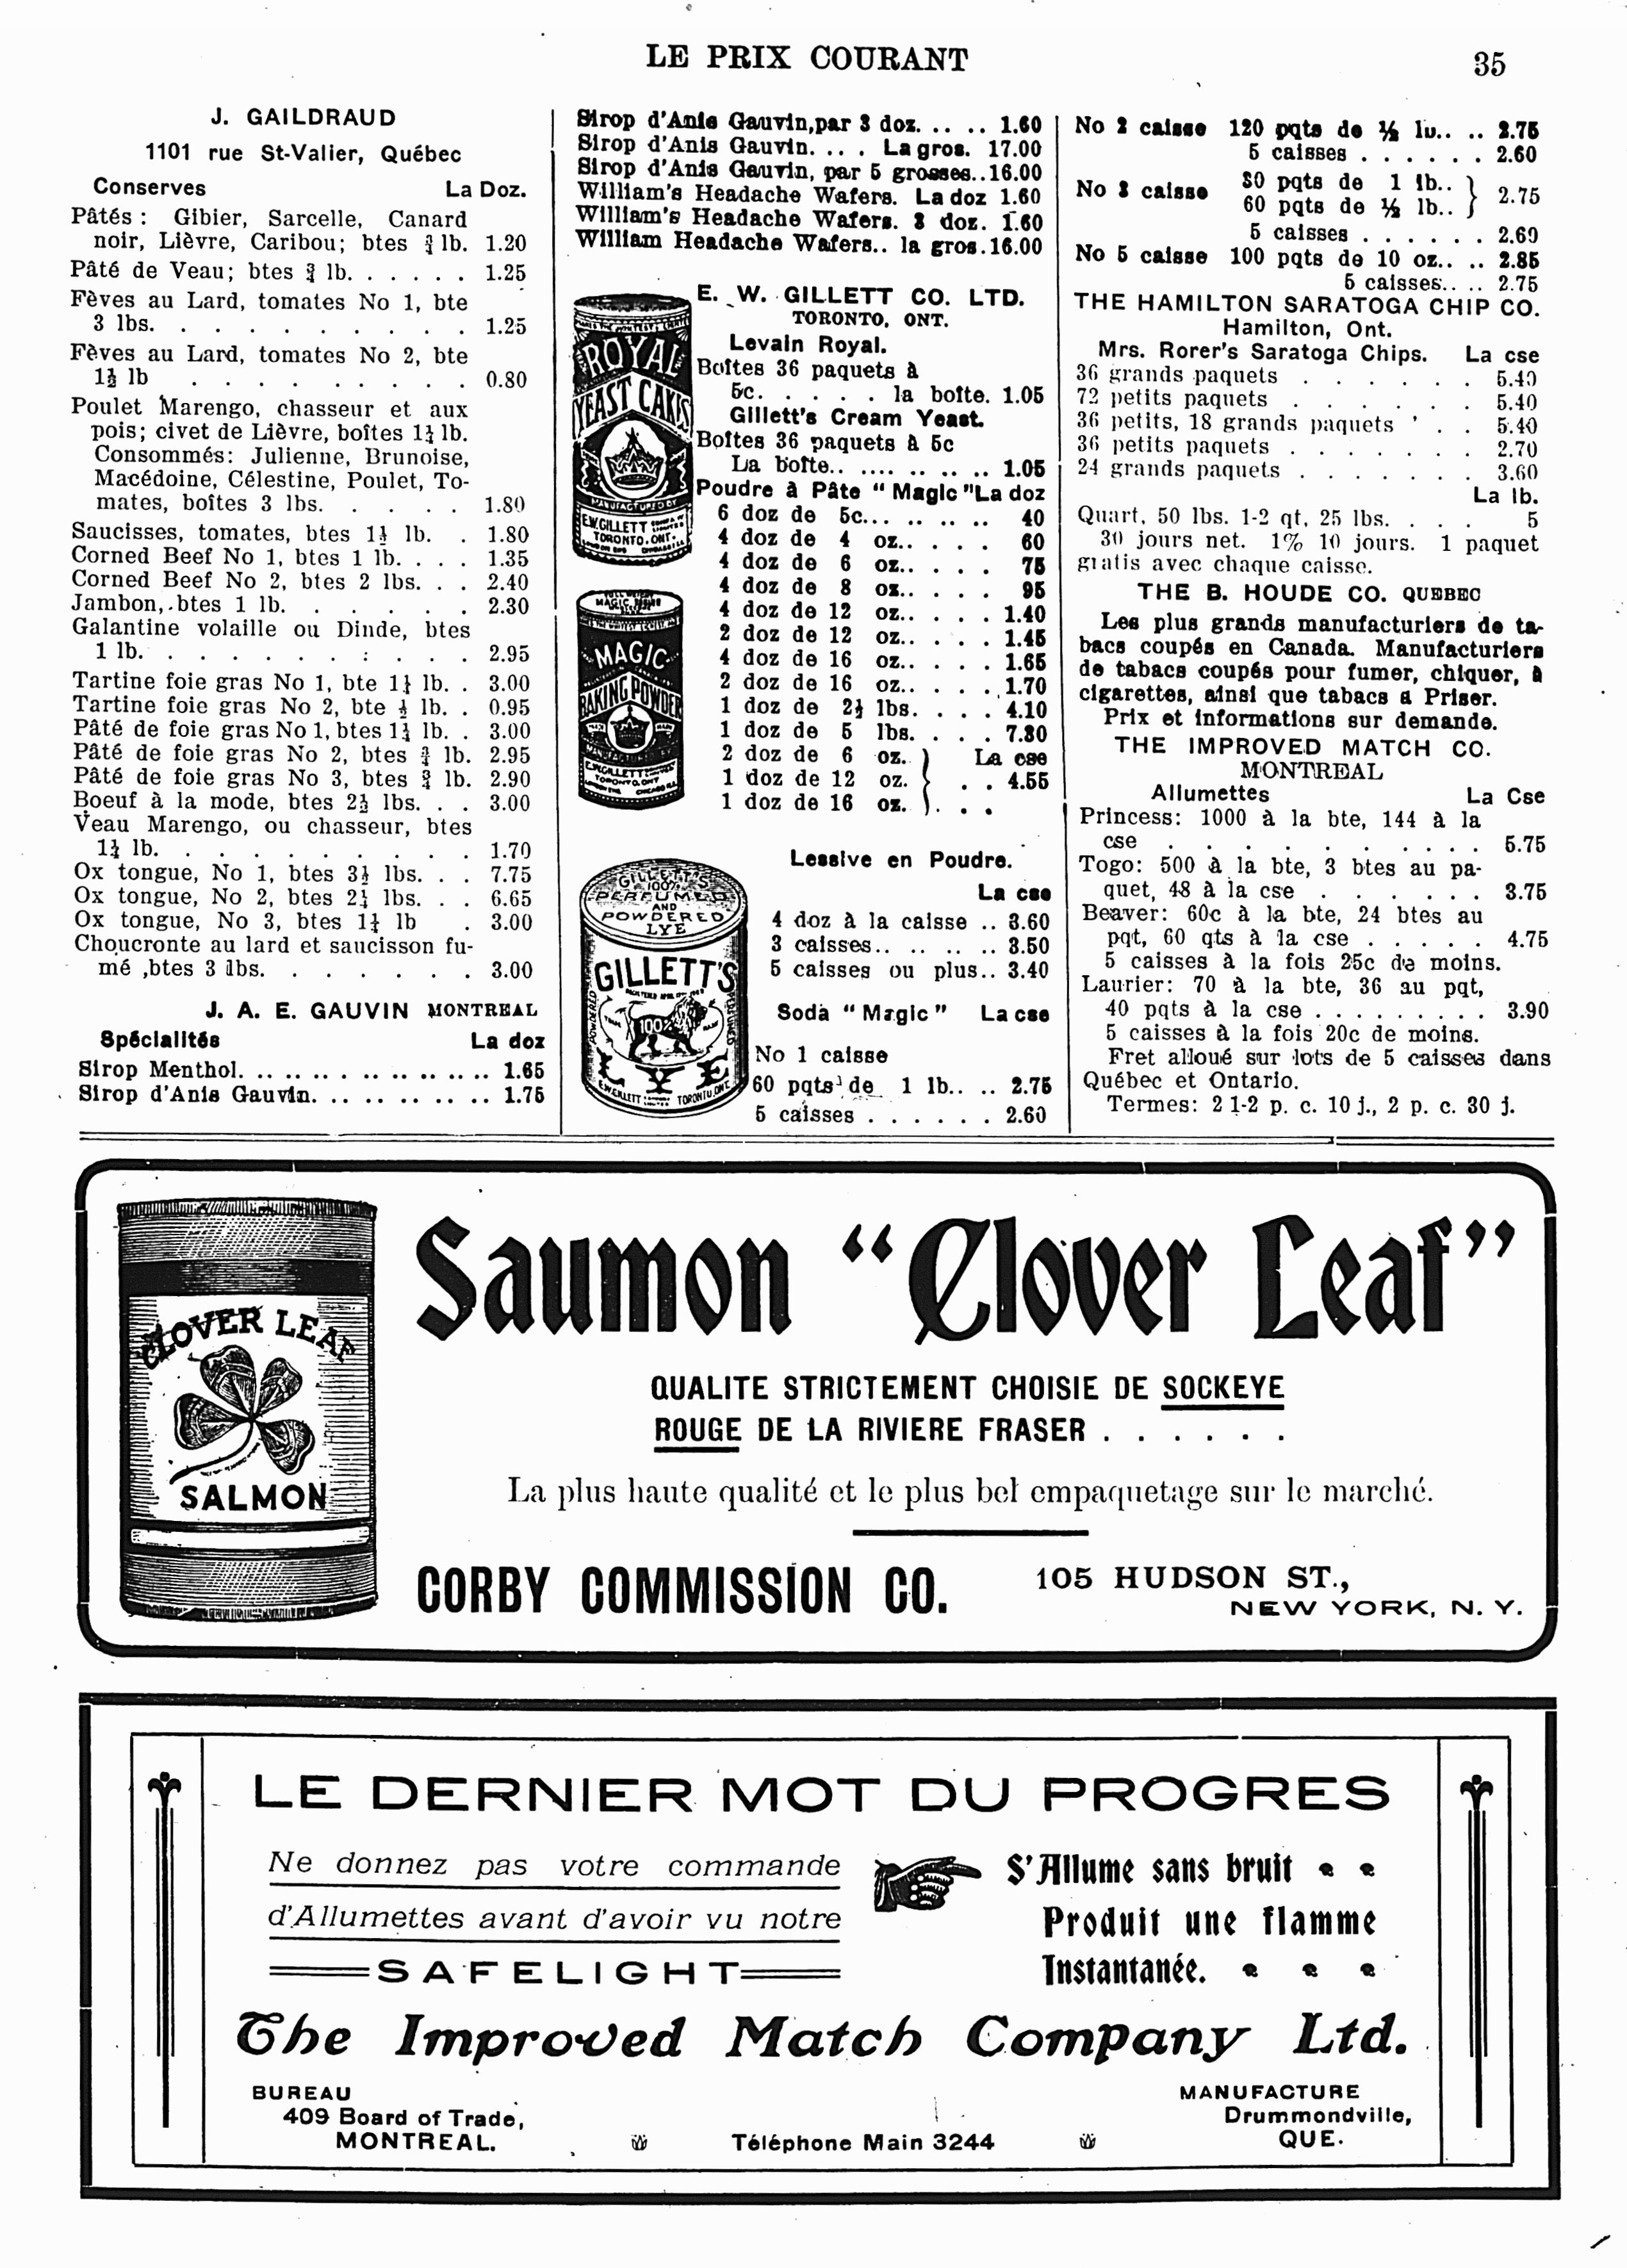 LE PRIX COURANT
35
J. GAILDRAUD
1101 rue St-Valier, Québec
Conserves La Doz.
Pâtés : Gibier, Sarcelle, Canard
noir, Lièvre, Caribou; btes ¾ lb. 1.20
Pâté de Veau; btes ¾ lb. . . . . . 1.25
Fèves au Lard, tomates No 1, bte
3 lbs. . . . . . . . . . 1.25
Fèves au Lard, tomates No 2, bte
1½ lb . . . . . . . . . 0.80
Poulet Marengo, chasseur et aux
pois; civet de Lièvre, boîtes 1¼ lb.
Consommés: Julienne, Brunoise,
Macédoine, Célestine, Poulet, To-
mates, boîtes 3 lbs. . . . . 1.80
Saucisses, tomates, btes 1¼ lb. . 1.80
Corned Beef No 1, btes 1 lb. . . . 1.35
Corned Beef No 2, btes 2 lbs. . . 2.40
Jambon, btes 1 lb. . . . . . 2.30
Galantine volaille ou Dinde, btes
1 lb. . . . . . . : . . . 2.95
Tartine foie gras No 1, bte 1¼ lb. . 3.00
Tartine foie gras No 2, bte ½ lb. . 0.95
Pâté de foie gras No 1, btes 1¼ lb. . 3.00
Pâté de foie gras No 2, btes ¾ lb. 2.95
Pâté de foie gras No 3, btes ¾ lb. 2.90
Boeuf à la mode, btes 2½ lbs. . . 3.00
Veau Marengo, ou chasseur, btes
1¼ lb. . . . . . . . . . 1.70
Ox tongue, No 1, btes 3½ lbs. . . 7.75
Ox tongue, No 2, btes 2½ lbs. . . 6.65
Ox tongue, No 3, btes 1¼ lb . 3.00
Choucronte au lard et saucisson fu-
mé ,btes 3 lbs. . . . . . . 3.00
J. A. E. GAUVIN MONTREAL
Spécialités La doz
Sirop Menthol. .. .. .. . .. .. .. .. 1.65
Sirop d'Anis Gauvin. .. .. .. .. .. 1.75
Sirop d'Anis Gauvin,par 3 doz. .. .. 1.60
Sirop d'Anis Gauvin. . . . La gros. 17.00
Sirop d'Anis Gauvin, par 5 grosses..16.00
William's Headache Wafers. La doz 1.60
William's Headache Wafers. 3 doz. 1.60
William Headache Wafers.. la gros.16.00
ROYAL
YEAST CAKES
E.W.GILLETT
TORONTO, ONT.
E. W. GILLETT CO. LTD.
TORONTO, ONT.
Levain Royal.
Boîtes 36 paquets à
5c. . . . . . la boîte. 1.05
Gillett's Cream Yeast.
Boîtes 36 paquets à 5c
La boîte.. .... .. .. .. 1.05
Poudre à Pâte " Magic "La doz
6 doz de 5c... .. .. .. 40
4 doz de 4 oz.. . . . 60
4 doz de 6 oz.. . . . 75
4 doz de 8 oz.. . . . 95
4 doz de 12 oz.. . . . 1.40
2 doz de 12 oz.. . . . 1.45
4 doz de 16 oz.. . . . 1.65
2 doz de 16 oz.. . . . 1.70
1 doz de 2½ lbs. . . . 4.10
1 doz de 5 lbs. . . . 7.30
2 doz de 6 oz. } La cse
1 doz de 12 oz. } . . 4.55
1 doz de 16 oz. } . . .
MAGIC
BAKING POWDER
Lessive en Poudre.
La cse
4 doz à la caisse .. 3.60
3 caisses.. .. .. .. 3.50
5 caisses ou plus.. 3.40
GILLETT'S
100%
PERFUMED
AND
POWDERED
LYE
GILLETT'S
100%
E.W.GILLETT
TORONTO,ONT.
Soda " Magic " La cse
No 1 caisse
60 pqts de 1 lb.. .. 2.75
5 caisses . . . . . . 2.60
No 2 caisse 120 pqts de ½ lb.. .. 2.75
5 caisses . . . . . . 2.60
No 3 caisse 30 pqts de 1 lb.. } 2.75
60 pqts de ½ lb.. }
5 caisses . . . . . . 2.60
No 5 caisse 100 pqts de 10 oz.. .. 2.85
5 caisses.. .. 2.75
THE HAMILTON SARATOGA CHIP CO.
Hamilton, Ont.
Mrs. Rorer's Saratoga Chips. La cse
36 grands paquets . . . . . . 5.40
72 petits paquets . . . . . . 5.40
36 petits, 18 grands paquets . . 5.40
36 petits paquets . . . . . . . 2.70
24 grands paquets . . . . . . . 3.60
La lb.
Quart, 50 lbs. 1-2 qt, 25 lbs. . . . 5
30 jours net. 1% 10 jours. 1 paquet
gratis avec chaque caisse.
THE B. HOUDE CO. QUEBEC
Les plus grands manufacturiers de ta-
bacs coupés en Canada. Manufacturiers
de tabacs coupés pour fumer, chiquer, à
cigarettes, ainsi que tabacs a Priser.
Prix et informations sur demande.
THE IMPROVED MATCH CO.
MONTREAL
Allumettes La Cse
Princess: 1000 à la bte, 144 à la
cse . . . . . . . . . . . 5.75
Togo: 500 à la bte, 3 btes au pa-
quet, 48 à la cse . . . . . . 3.75
Beaver: 60c à la bte, 24 btes au
pqt, 60 qts à la cse . . . . . 4.75
5 caisses à la fois 25c de moins.
Laurier: 70 à la bte, 36 au pqt,
40 pqts à la cse . . . . . . . . . 3.90
5 caisses à la fois 20c de moins.
Fret alloué sur lots de 5 caisses dans
Québec et Ontario.
Termes: 2 1-2 p. c. 10 j., 2 p. c. 30 j.
CLOVER LEAF
SALMON
Saumon "Clover Leaf"
QUALITE STRICTEMENT CHOISIE DE SOCKEYE
ROUGE DE LA RIVIERE FRASER . . . . . .
La plus haute qualité et le plus bel empaquetage sur le marché.
CORBY COMMISSION CO. 105 HUDSON ST.,
NEW YORK, N. Y.
LE DERNIER MOT DU PROGRES
Ne donnez pas votre commande
d'Allumettes avant d'avoir vu notre
SAFELIGHT
S'Allume sans bruit
Produit une flamme
Instantanée.
The Improved Match Company Ltd.
BUREAU
409 Board of Trade,
MONTREAL.
Téléphone Main 3244
MANUFACTURE
Drummondville,
QUE.